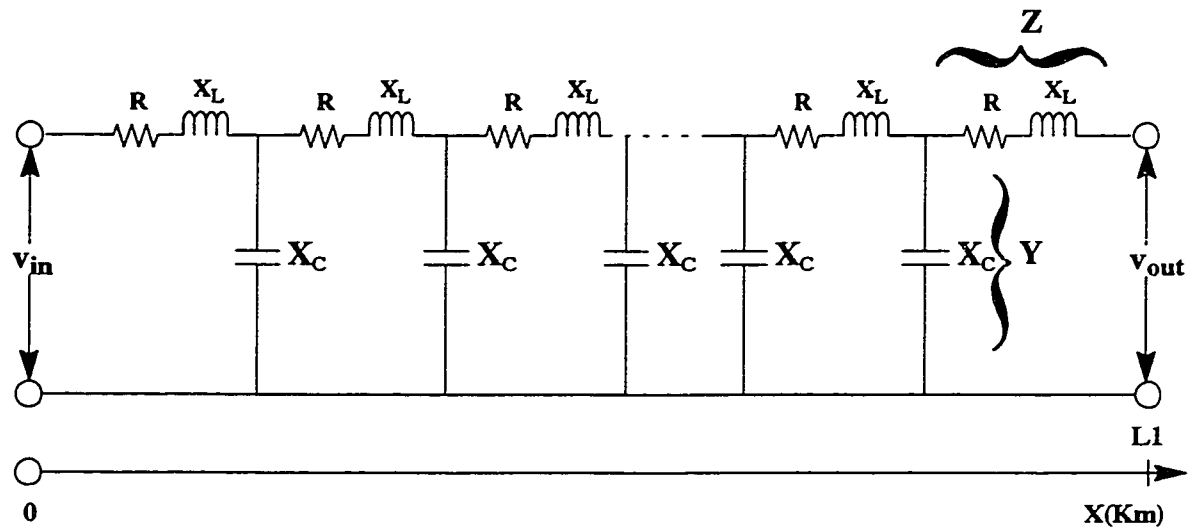 Z
R X_L R X_L R X_L R X_L R X_L
v_in X_C X_C X_C X_C X_C Y v_out
L1
0 X(Km)